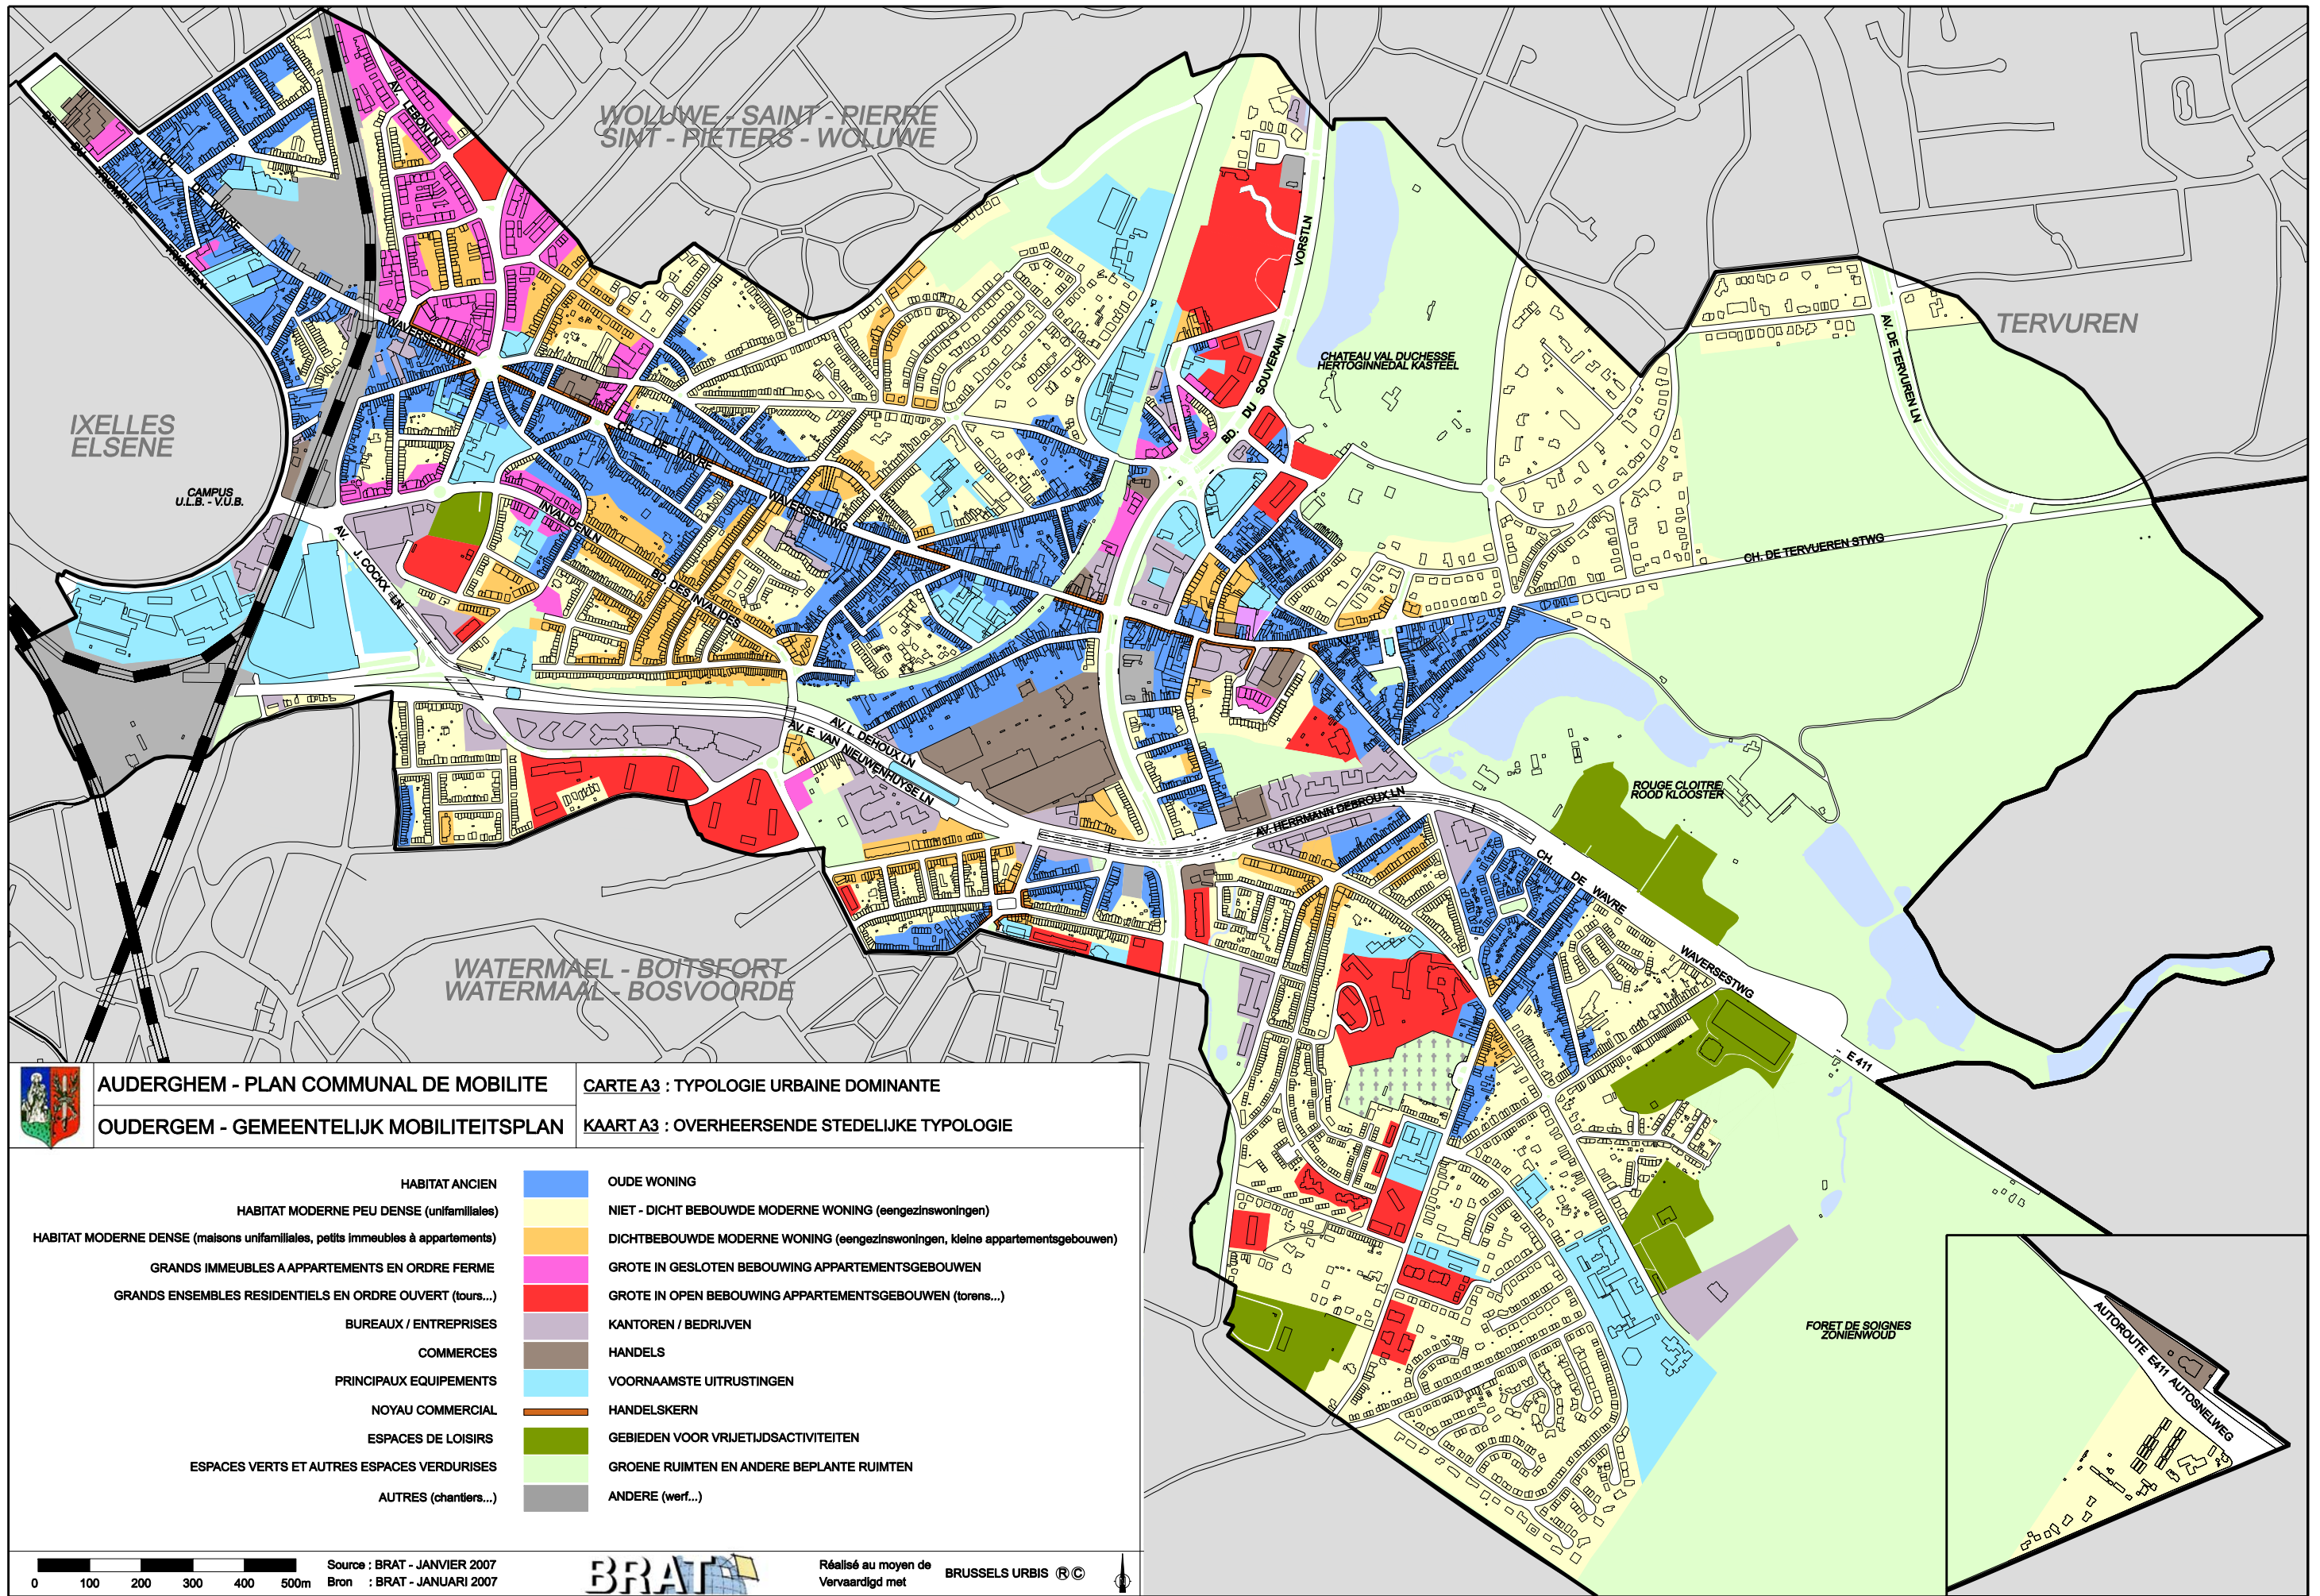 WOLUWE - SAINT - PIERRE
SINT - PIETERS - WOLUWE
AV. LEBON LN
BD. DU TRIOMPHE
TRIOMFLN
CH. DE WAVRE
WAVERSESTWG
VORSTLN
BD. DU SOUVERAIN
CHATEAU VAL DUCHESSE
HERTOGINNEDAL KASTEEL
TERVUREN
AV. DE TERVUREN LN
IXELLES
ELSENE
CAMPUS
U.L.B. - V.U.B.
CH. DE WAVRE
WAVERSESTWG
INVALIDENLN
BD. DES INVALIDES
AV. J. COCKX LN
CH. DE TERVUEREN STWG
AV. L. DEHOUX LN
AV. E. VAN NIEUWENHUYSE LN
AV. HERRMANN DEBROUX LN
ROUGE CLOITRE
ROOD KLOOSTER
CH. DE WAVRE
WAVERSESTWG
- E 411
WATERMAEL - BOITSFORT
WATERMAAL - BOSVOORDE
FORET DE SOIGNES
ZONIENWOUD
AUTOROUTE E411 AUTOSNELWEG
AUDERGHEM - PLAN COMMUNAL DE MOBILITE
OUDERGEM - GEMEENTELIJK MOBILITEITSPLAN
CARTE A3 : TYPOLOGIE URBAINE DOMINANTE
KAART A3 : OVERHEERSENDE STEDELIJKE TYPOLOGIE
HABITAT ANCIEN OUDE WONING
HABITAT MODERNE PEU DENSE (unifamiliales) NIET - DICHT BEBOUWDE MODERNE WONING (eengezinswoningen)
HABITAT MODERNE DENSE (maisons unifamiliales, petits immeubles à appartements) DICHTBEBOUWDE MODERNE WONING (eengezinswoningen, kleine appartementsgebouwen)
GRANDS IMMEUBLES A APPARTEMENTS EN ORDRE FERME GROTE IN GESLOTEN BEBOUWING APPARTEMENTSGEBOUWEN
GRANDS ENSEMBLES RESIDENTIELS EN ORDRE OUVERT (tours...) GROTE IN OPEN BEBOUWING APPARTEMENTSGEBOUWEN (torens...)
BUREAUX / ENTREPRISES KANTOREN / BEDRIJVEN
COMMERCES HANDELS
PRINCIPAUX EQUIPEMENTS VOORNAAMSTE UITRUSTINGEN
NOYAU COMMERCIAL HANDELSKERN
ESPACES DE LOISIRS GEBIEDEN VOOR VRIJETIJDSACTIVITEITEN
ESPACES VERTS ET AUTRES ESPACES VERDURISES GROENE RUIMTEN EN ANDERE BEPLANTE RUIMTEN
AUTRES (chantiers...) ANDERE (werf...)
0 100 200 300 400 500m
Source : BRAT - JANVIER 2007
Bron : BRAT - JANUARI 2007
BRAT
Réalisé au moyen de
Vervaardigd met
BRUSSELS URBIS ® ©